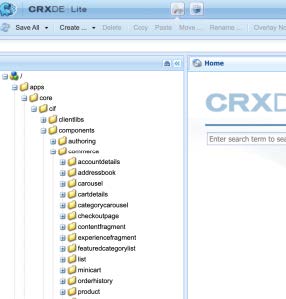 CRXDE | Lite
Save All Create ... Delete Copy Paste Move ... Rename ... Overlay No
Home
/
apps
core
cif
clientlibs
components
authoring
commerce
accountdetails
addressbook
carousel
cartdetails
categorycarousel
checkoutpage
contentfragment
experiencefragment
featuredcategorylist
list
minicart
orderhistory
product
CRXD
Enter search term to sea